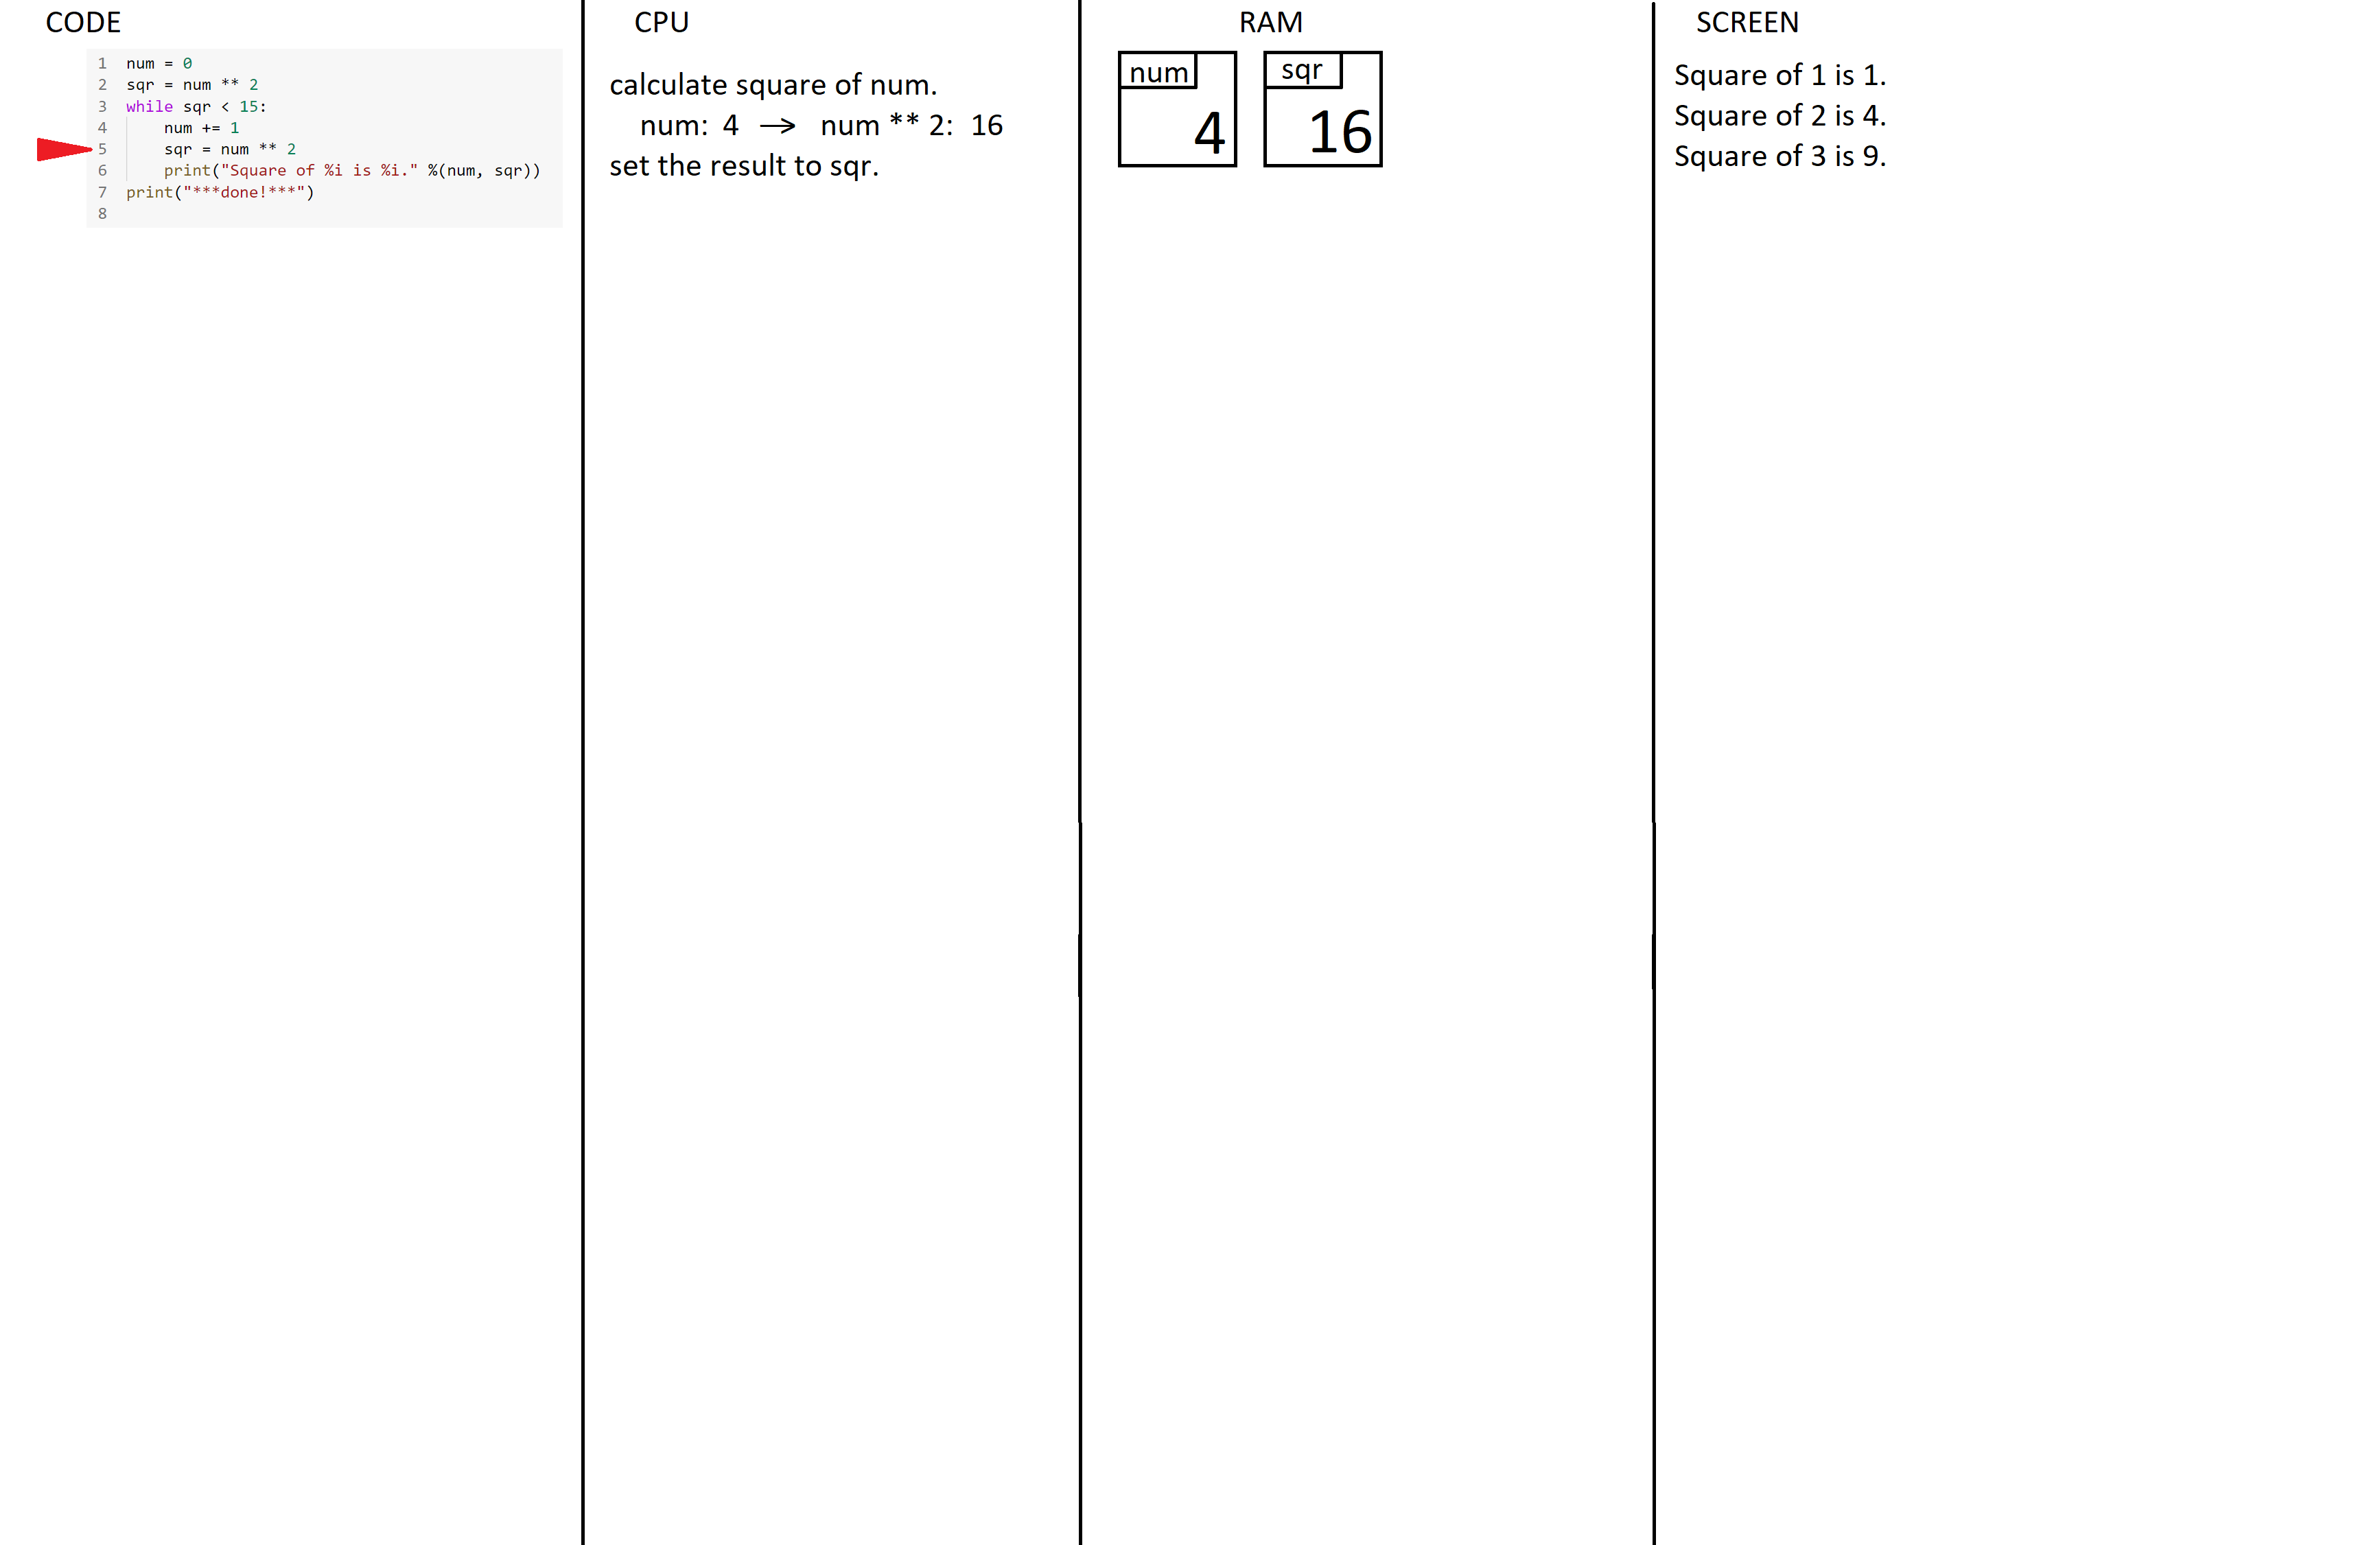 CODE
1 num = 0
2 sqr = num ** 2
3 while sqr < 15:
4     num += 1
5     sqr = num ** 2
6     print("Square of %i is %i." %(num, sqr))
7 print("***done!***")
8
CPU
calculate square of num.
num: 4 → num ** 2: 16
set the result to sqr.
RAM
num
4
sqr
16
SCREEN
Square of 1 is 1.
Square of 2 is 4.
Square of 3 is 9.